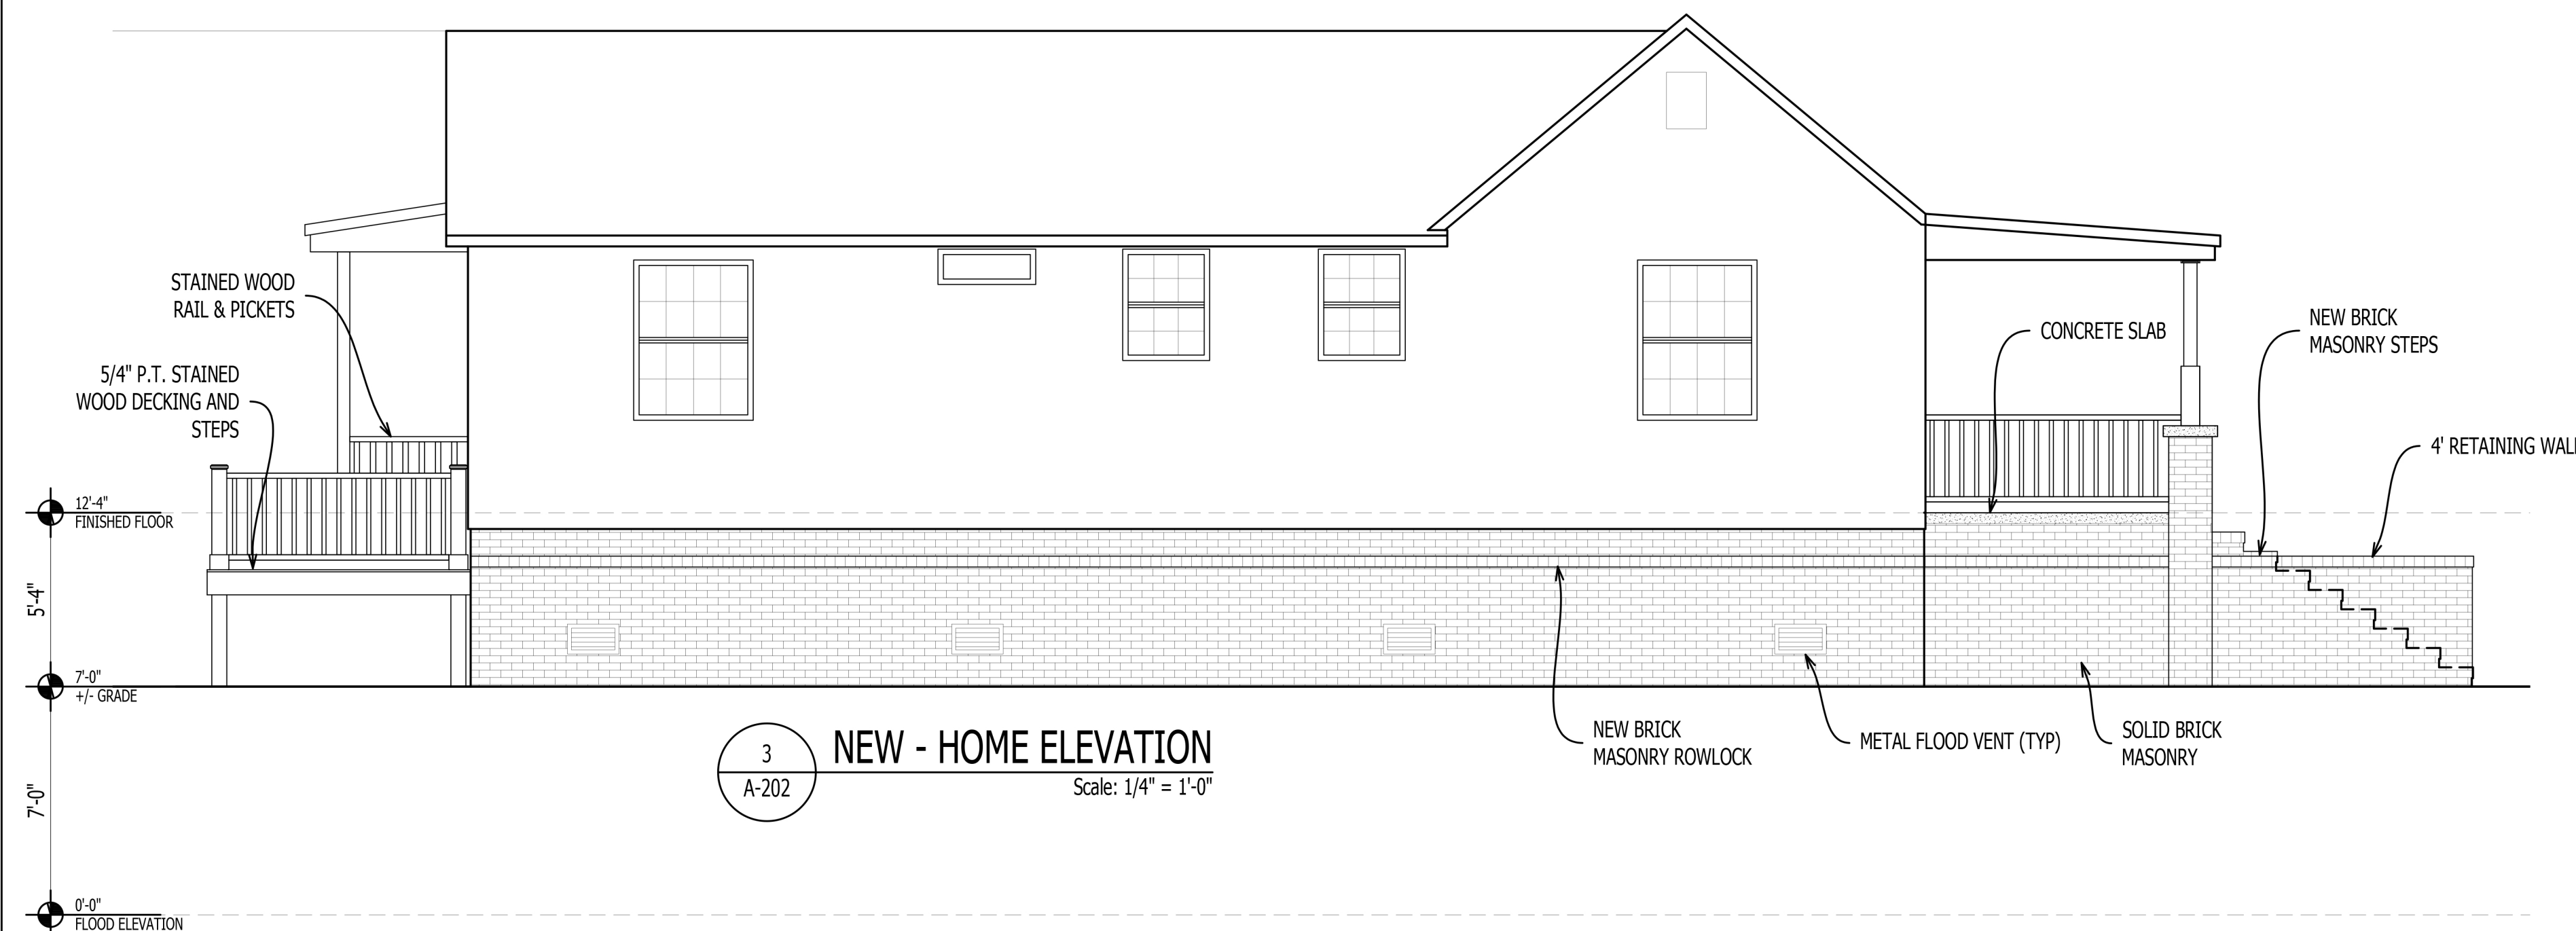 STAINED WOOD
RAIL & PICKETS
5/4" P.T. STAINED
WOOD DECKING AND
STEPS
CONCRETE SLAB
NEW BRICK
MASONRY STEPS
4' RETAINING WAL
12'-4"
FINISHED FLOOR
5'-4"
7'-0"
+/- GRADE
7'-0"
0'-0"
FLOOD ELEVATION
3
A-202
NEW - HOME ELEVATION
Scale: 1/4" = 1'-0"
NEW BRICK
MASONRY ROWLOCK
METAL FLOOD VENT (TYP)
SOLID BRICK
MASONRY